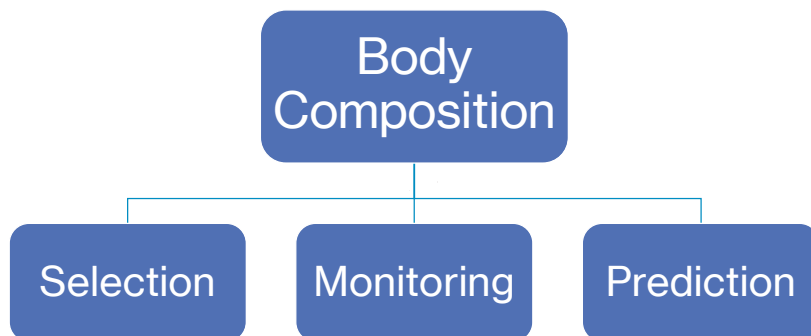 Body
Composition
Selection
Monitoring
Prediction